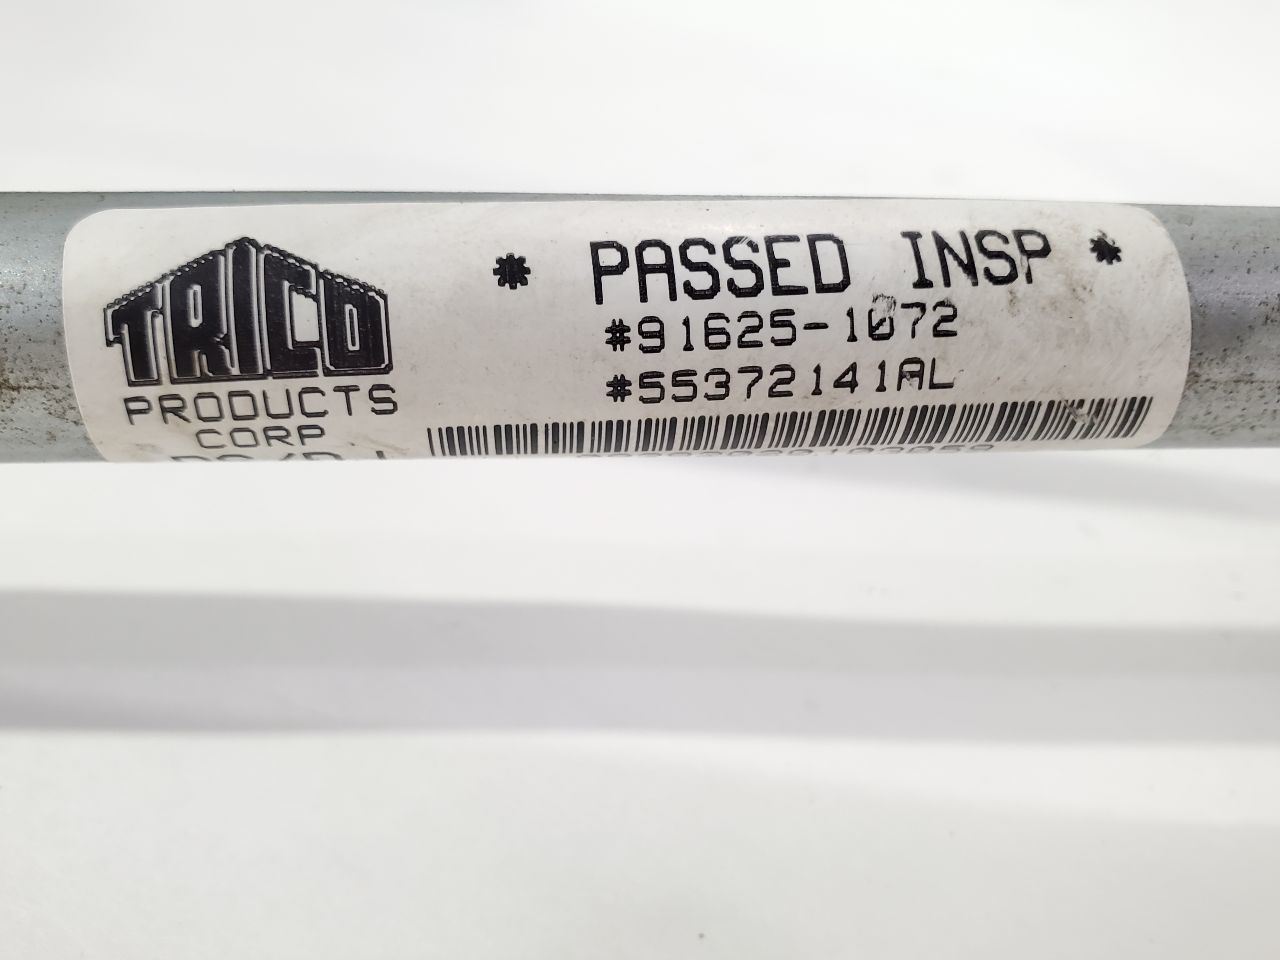 TRICO
PRODUCTS
CORP
* PASSED INSP *
#91625-1072
#55372141AL